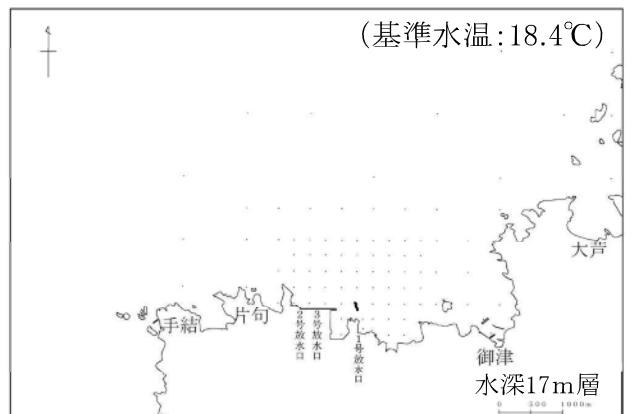 (基準水温:18.4℃)
大芦
手結
片句
2号放水口
3号放水口
1号放水口
御津
水深17m層
0 500 1000m